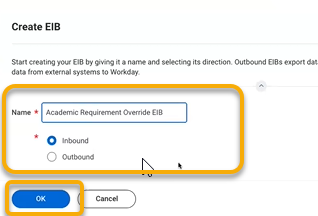 Create EIB
Start creating your EIB by giving it a name and selecting its direction. Outbound EIBs export dat
data from external systems to Workday.
Name * Academic Requirement Override EIB
*
Inbound
Outbound
OK Cancel